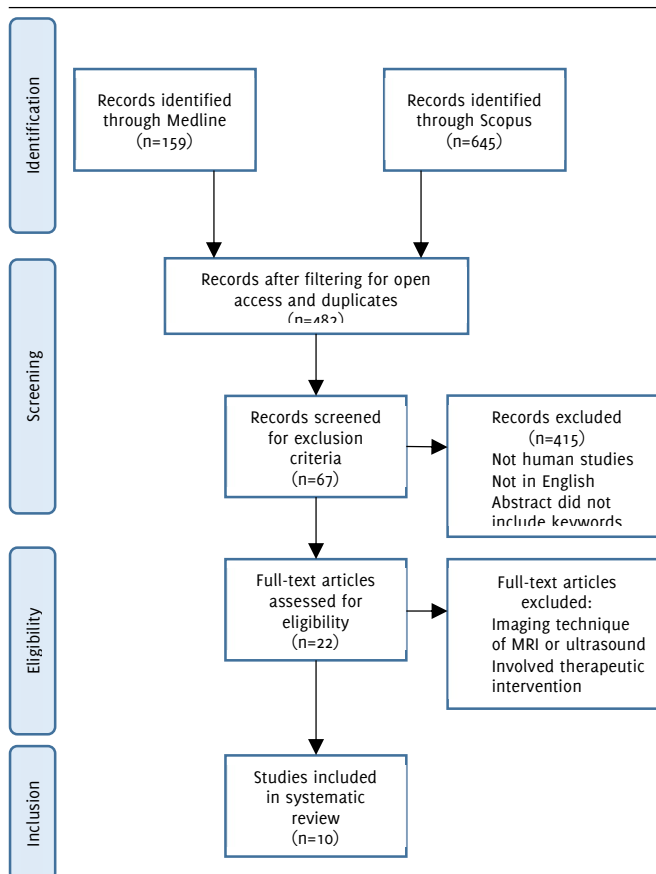 Identification
Records identified
through Medline
(n=159)
Records identified
through Scopus
(n=645)
Screening
Records after filtering for open
access and duplicates
(n=482)
Records screened
for exclusion
criteria
(n=67)
Records excluded
(n=415)
Not human studies
Not in English
Abstract did not
include keywords
Eligibility
Full-text articles
assessed for
eligibility
(n=22)
Full-text articles
excluded:
Imaging technique
of MRI or ultrasound
Involved therapeutic
intervention
Inclusion
Studies included
in systematic
review
(n=10)